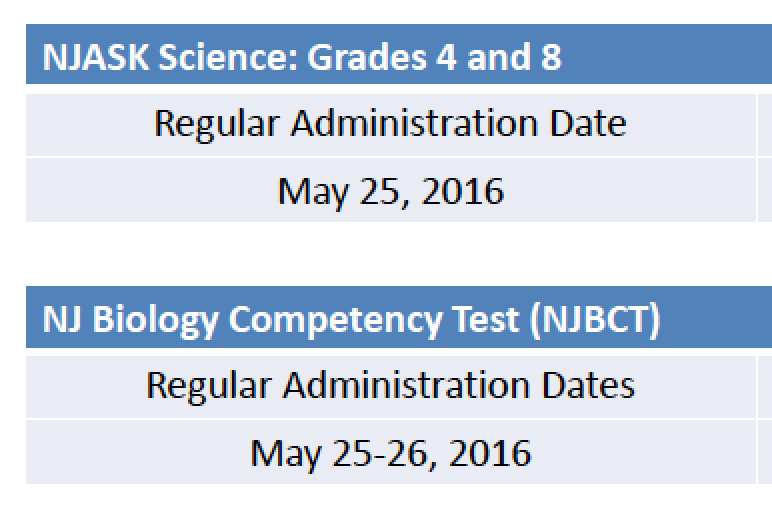 NJASK Science: Grades 4 and 8
Regular Administration Date
May 25, 2016
NJ Biology Competency Test (NJBCT)
Regular Administration Dates
May 25-26, 2016